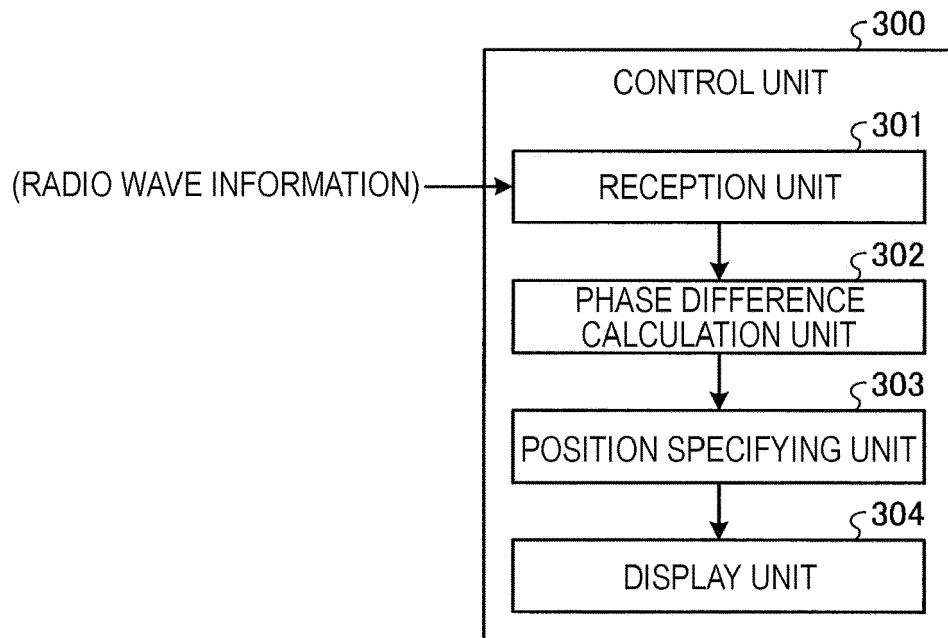 300
CONTROL UNIT
301
(RADIO WAVE INFORMATION)
RECEPTION UNIT
302
PHASE DIFFERENCE
CALCULATION UNIT
303
POSITION SPECIFYING UNIT
304
DISPLAY UNIT